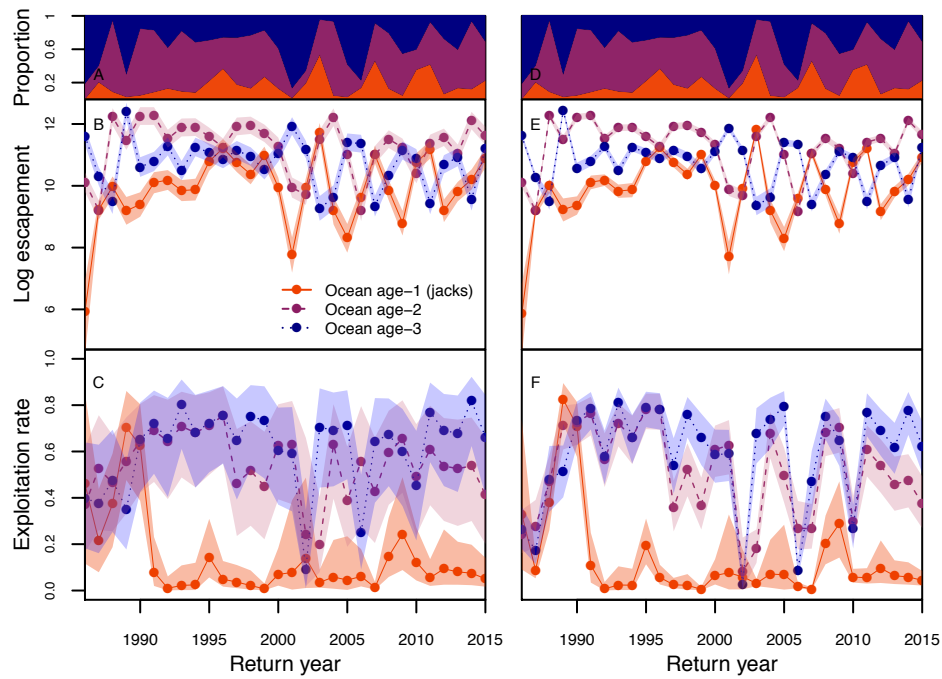 Proportion
1
0.6
0.2
A
D
Log escapement
12
10
8
6
B
E
Ocean age−1 (jacks)
Ocean age−2
Ocean age−3
Exploitation rate
1.0
0.8
0.6
0.4
0.2
0.0
C
F
1990 1995 2000 2005 2010 2015
1990 1995 2000 2005 2010 2015
Return year
Return year